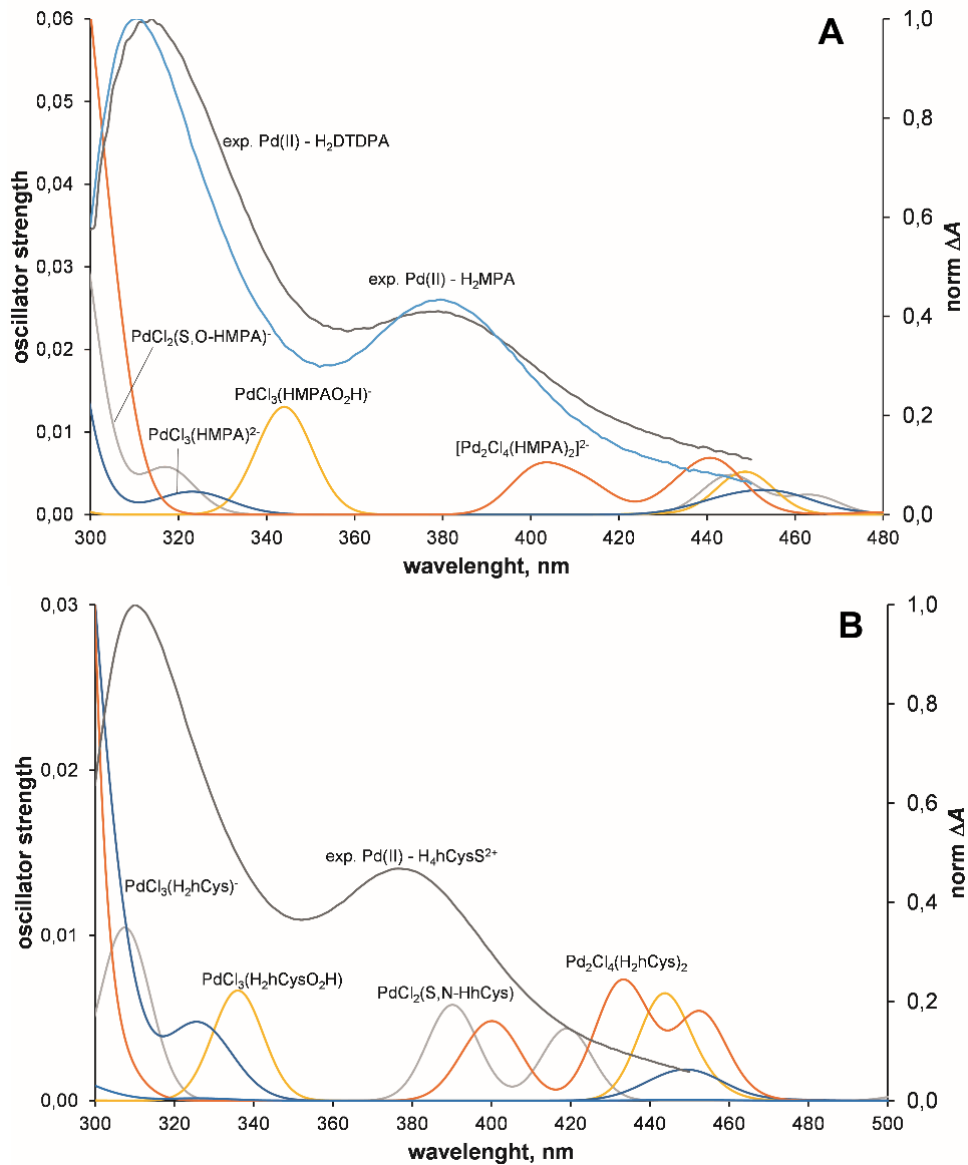 A
0,06
0,05
0,04
0,03
0,02
0,01
0,00
oscillator strength
1,0
0,8
0,6
0,4
0,2
0,0
norm ΔA
exp. Pd(II) - H₂DTDPA
exp. Pd(II) - H₂MPA
PdCl₂(S,O-HMPA)⁻
PdCl₃(HMPAO₂H)⁻
PdCl₃(HMPA)²⁻
[Pd₂Cl₄(HMPA)₂]²⁻
300 320 340 360 380 400 420 440 460 480
wavelenght, nm
B
0,03
0,02
0,01
0,00
oscillator strength
1,0
0,8
0,6
0,4
0,2
0,0
norm ΔA
exp. Pd(II) - H₄hCysS²⁺
PdCl₃(H₂hCys)⁻
PdCl₃(H₂hCysO₂H)
PdCl₂(S,N-HhCys)
Pd₂Cl₄(H₂hCys)₂
300 320 340 360 380 400 420 440 460 480 500
wavelenght, nm